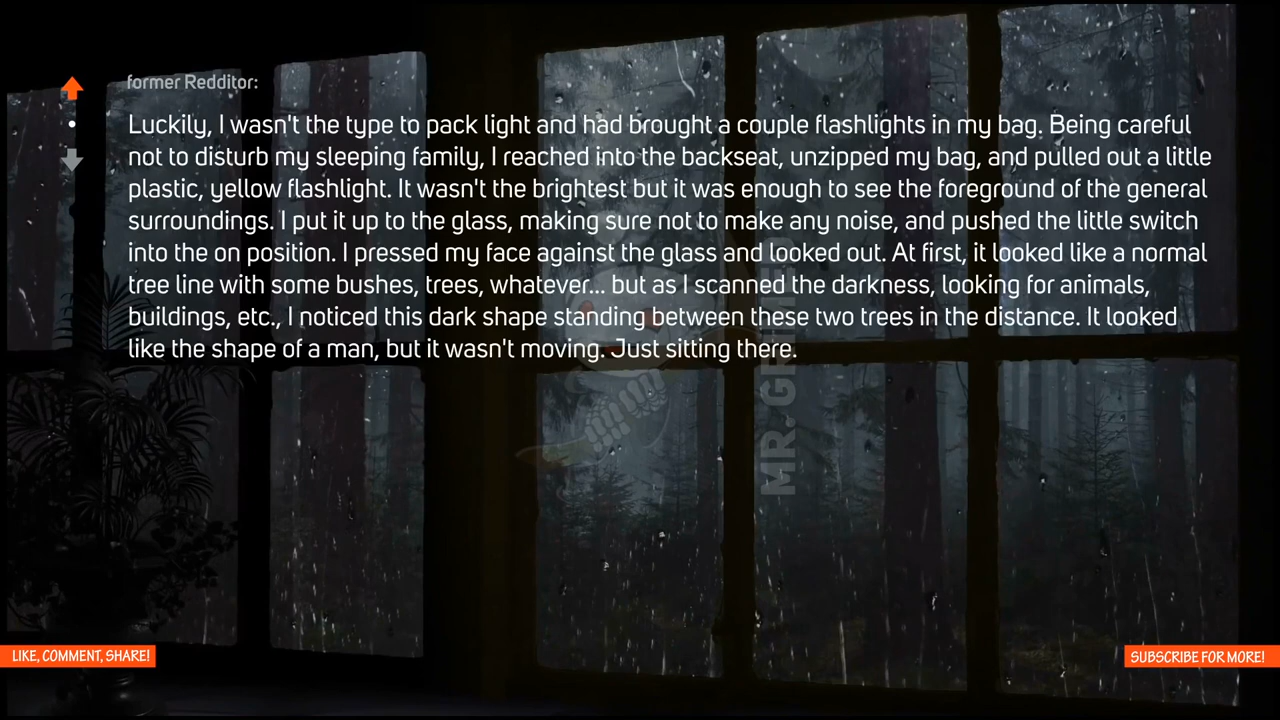 former Redditor:
Luckily, I wasn't the type to pack light and had brought a couple flashlights in my bag. Being careful
not to disturb my sleeping family, I reached into the backseat, unzipped my bag, and pulled out a little
plastic, yellow flashlight. It wasn't the brightest but it was enough to see the foreground of the general
surroundings. I put it up to the glass, making sure not to make any noise, and pushed the little switch
into the on position. I pressed my face against the glass and looked out. At first, it looked like a normal
tree line with some bushes, trees, whatever... but as I scanned the darkness, looking for animals,
buildings, etc., I noticed this dark shape standing between these two trees in the distance. It looked
like the shape of a man, but it wasn't moving. Just sitting there.
LIKE, COMMENT, SHARE!
SUBSCRIBE FOR MORE!